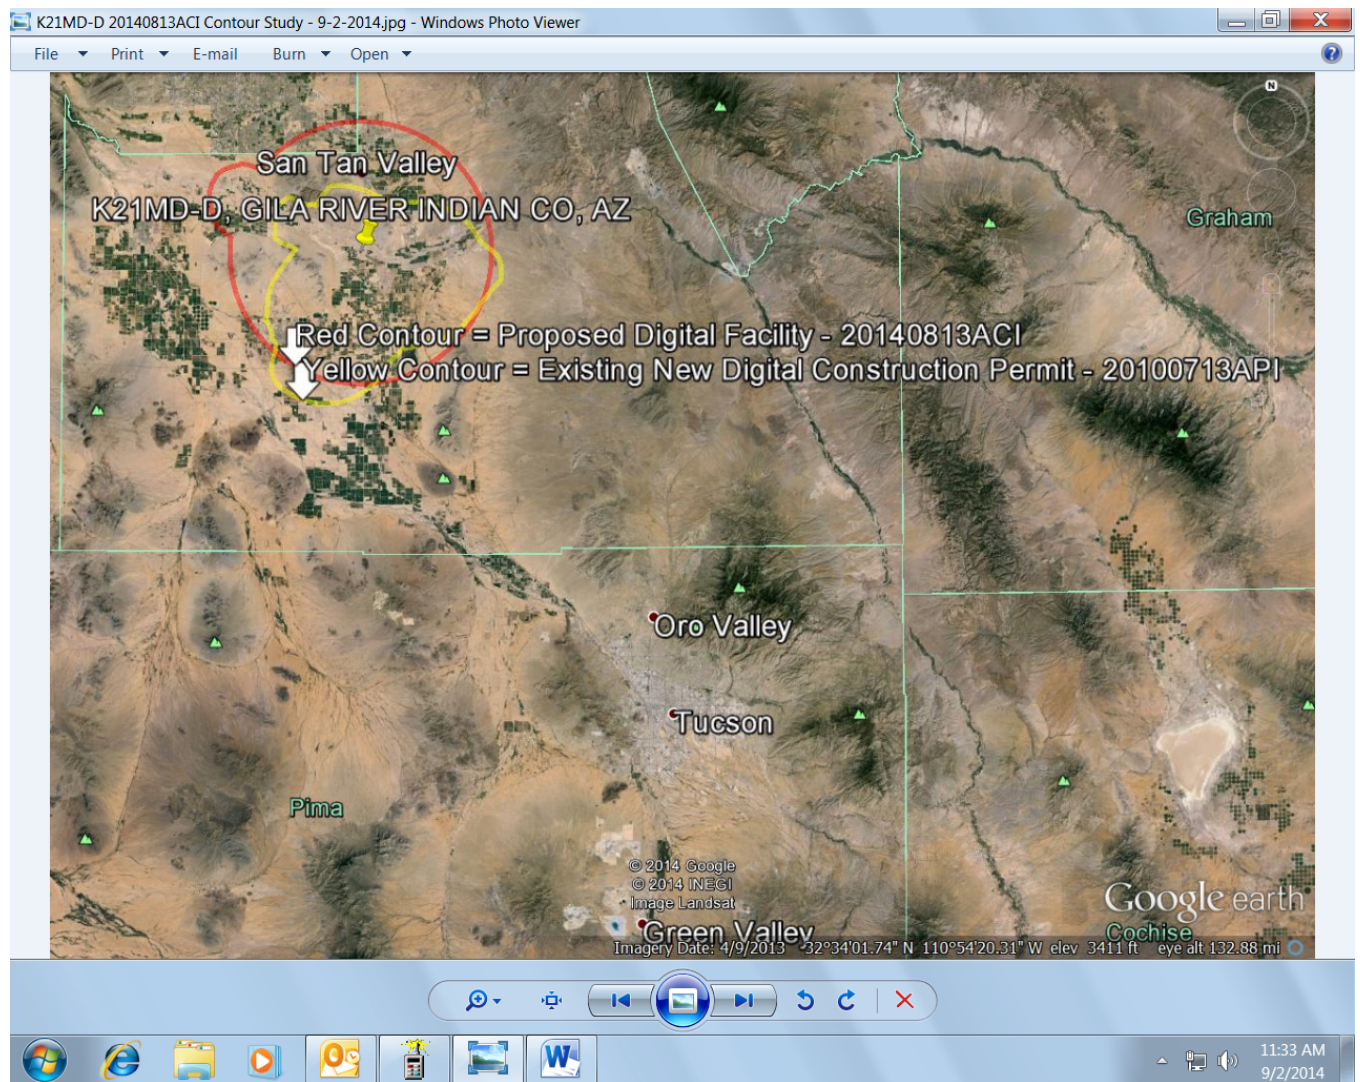 K21MD-D 20140813ACI Contour Study - 9-2-2014.jpg - Windows Photo Viewer
File Print E-mail Burn Open
N
San Tan Valley
K21MD-D, GILA RIVER INDIAN CO, AZ
Graham
Red Contour = Proposed Digital Facility - 20140813ACI
Yellow Contour = Existing New Digital Construction Permit - 20100713API
Oro Valley
Tucson
Pima
© 2014 Google
© 2014 INEGI
Image Landsat
Google earth
Green Valley
Cochise
Imagery Date: 4/9/2013 32°34'01.74" N 110°54'20.31" W elev 3411 ft eye alt 132.88 mi
11:33 AM
9/2/2014